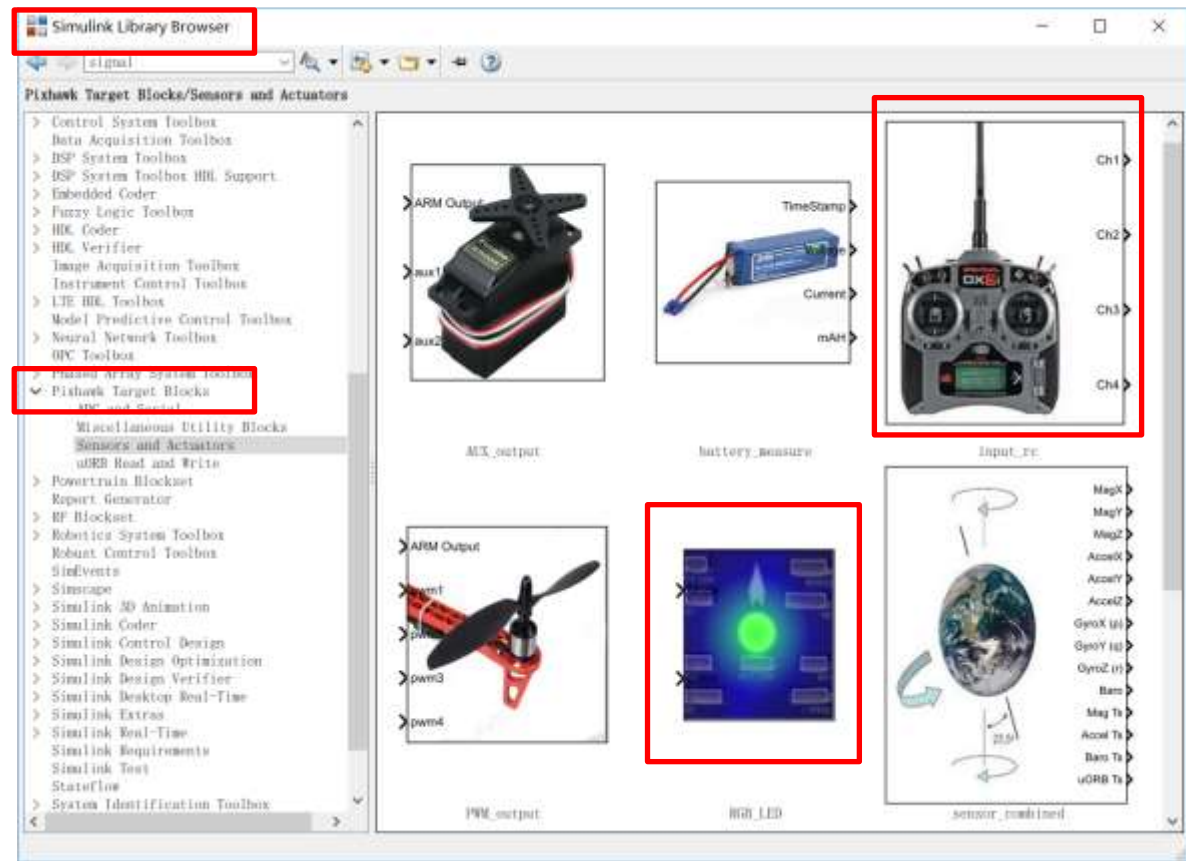 Simulink Library Browser
signal
Pixhawk Target Blocks/Sensors and Actuators
Control System Toolbox
Data Acquisition Toolbox
DSP System Toolbox
DSP System Toolbox HDL Support
Embedded Coder
Fuzzy Logic Toolbox
HDL Coder
HDL Verifier
Image Acquisition Toolbox
Instrument Control Toolbox
LTE HDL Toolbox
Model Predictive Control Toolbox
Neural Network Toolbox
OPC Toolbox
Phased Array System Toolbox
Pixhawk Target Blocks
ADC and Serial
Miscellaneous Utility Blocks
Sensors and Actuators
uORB Read and Write
Powertrain Blockset
Report Generator
RF Blockset
Robotics System Toolbox
Robust Control Toolbox
SimEvents
Simscape
Simulink 3D Animation
Simulink Coder
Simulink Control Design
Simulink Design Optimization
Simulink Design Verifier
Simulink Desktop Real-Time
Simulink Extras
Simulink Real-Time
Simulink Requirements
Simulink Test
Stateflow
System Identification Toolbox
ARM Output
aux1
aux2
AUX_output
TimeStamp
Current
mAH
battery_measure
Ch1
Ch2
Ch3
Ch4
input_rc
ARM Output
pwm1
pwm3
pwm4
PWM_output
RGB_LED
MagX
MagY
MagZ
AccelX
AccelY
AccelZ
GyroX (p)
GyroY (q)
GyroZ (r)
Baro
Mag Ts
Accel Ts
Baro Ts
uORB Ts
sensor_combined